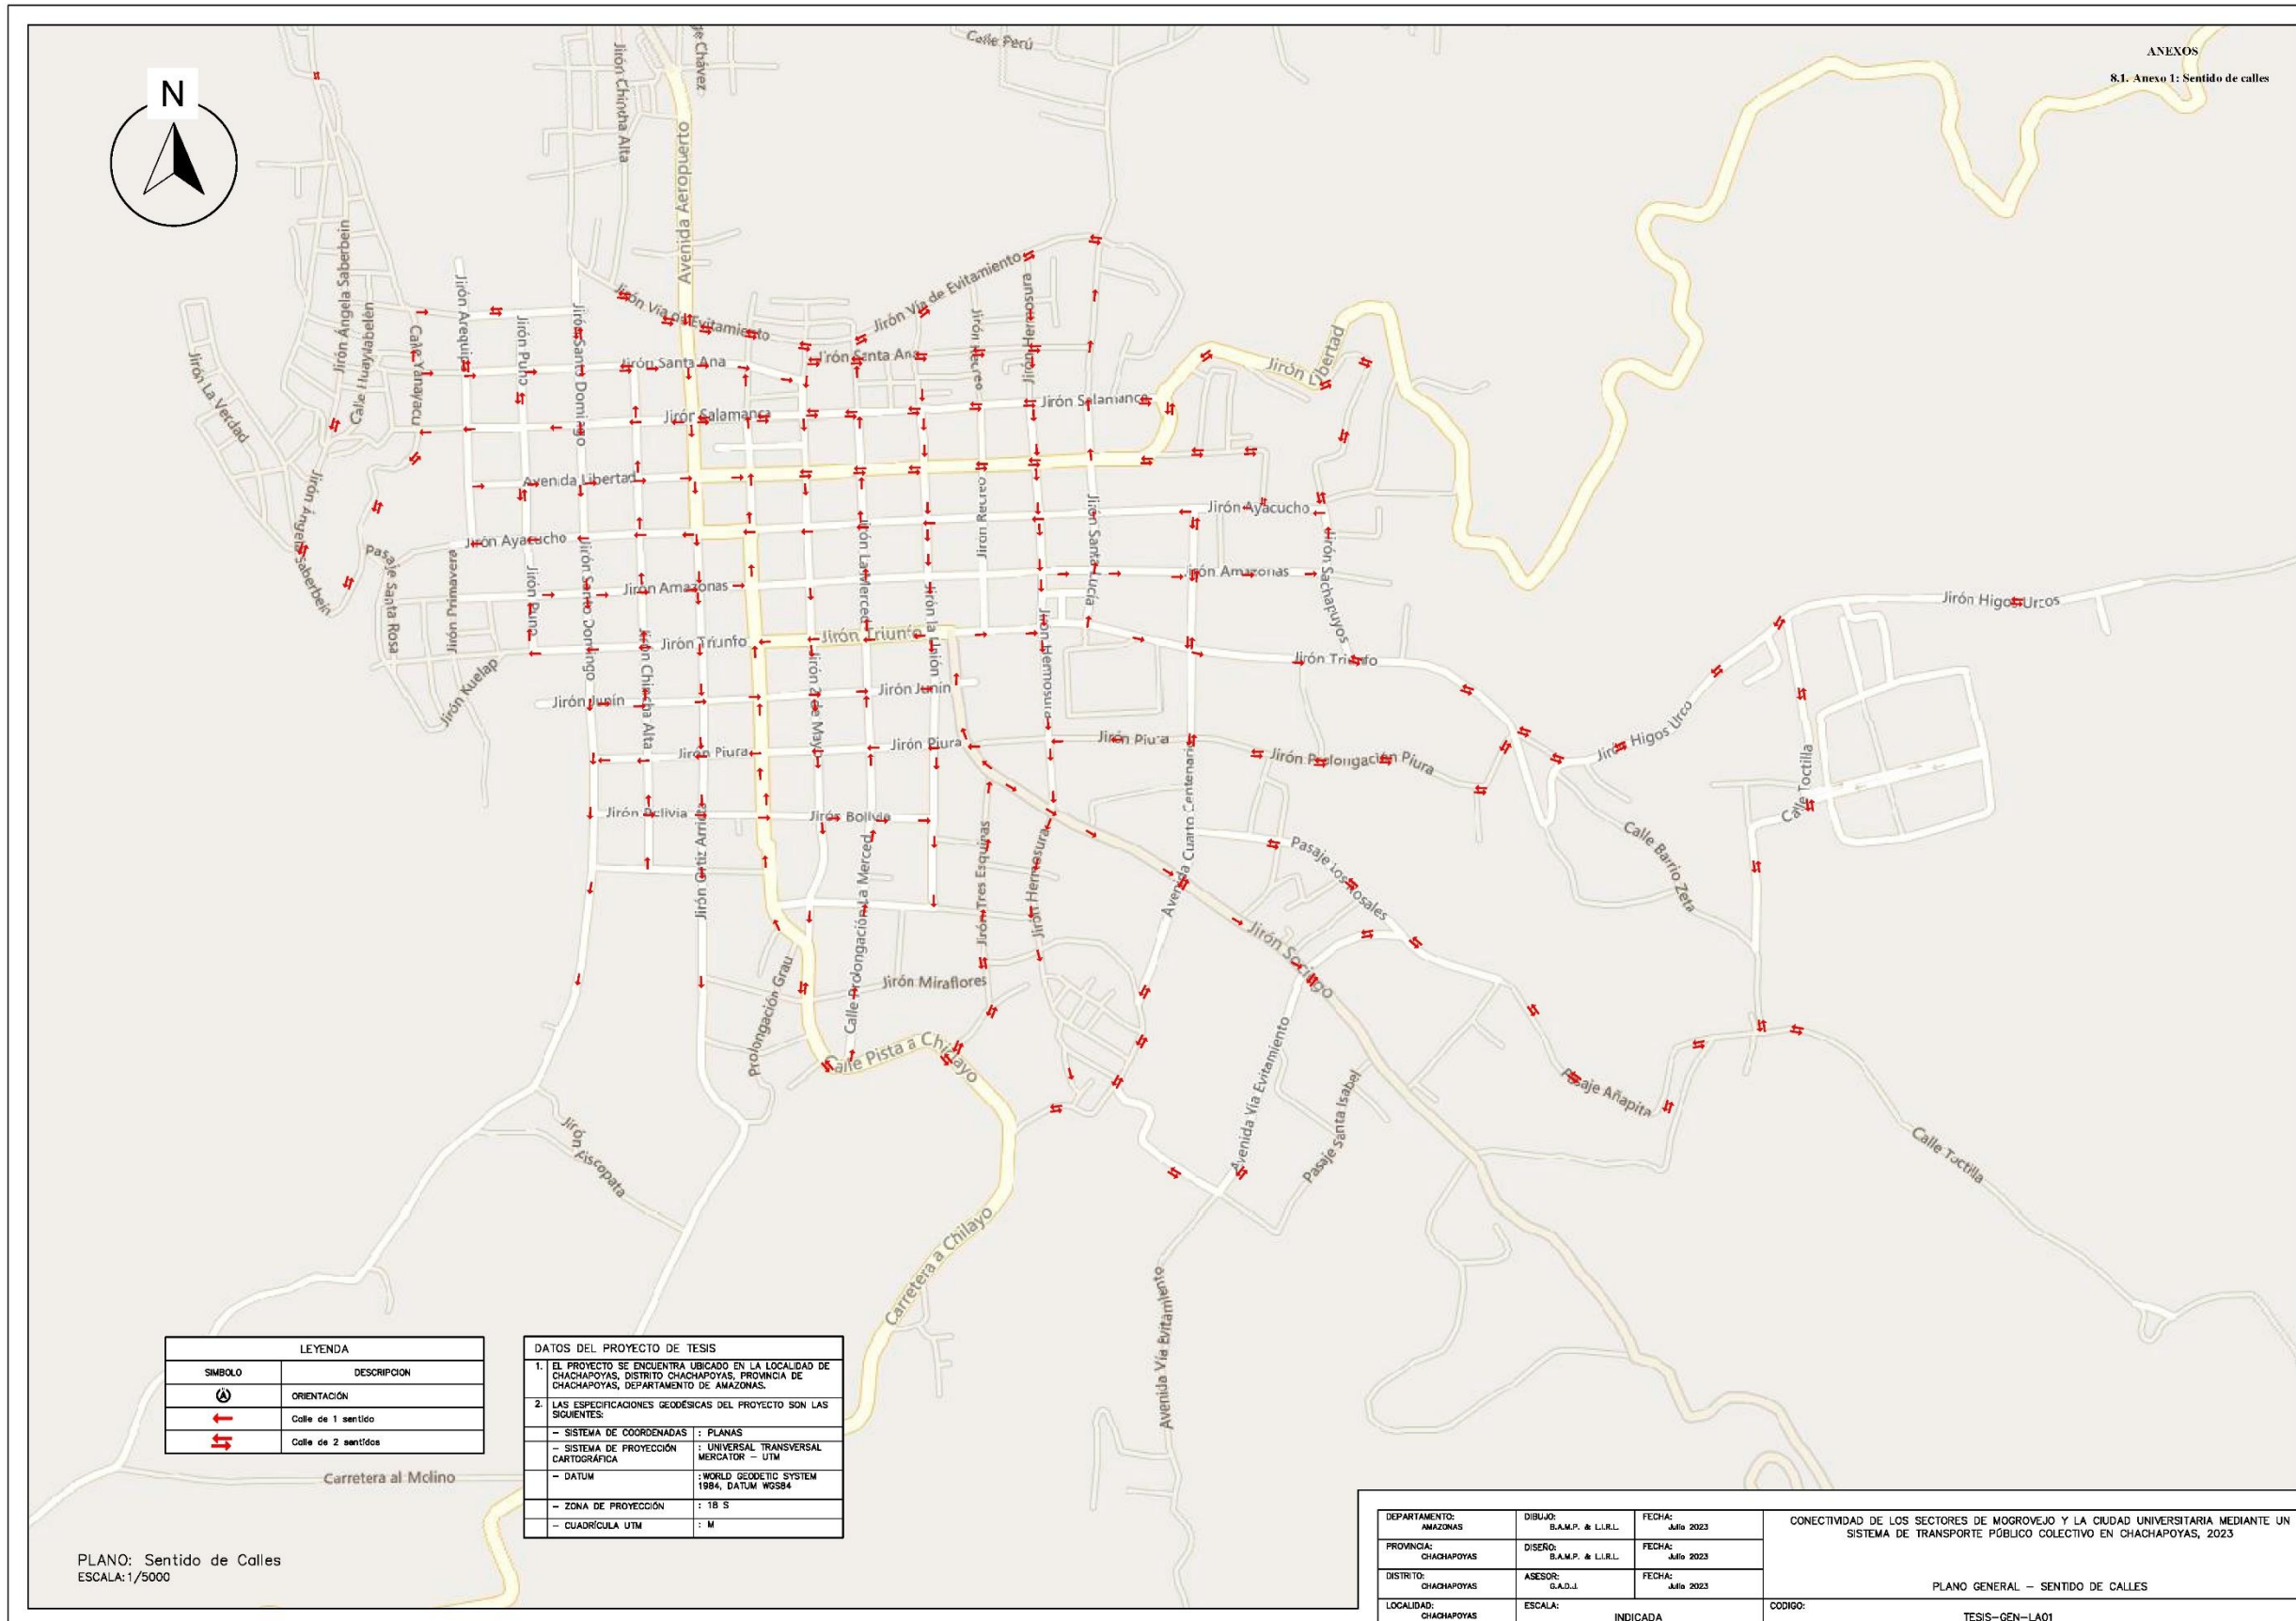 ANEXOS
8.1. Anexo 1: Sentido de calles
N
Calle Perú
Jirón Chincha Alta
Avenida Aeropuerto
Jirón Ángela Saberbein
Calle Huaylabelén
Calle Yanayacu
Jirón Arequipa
Jirón Santo Domingo
Jirón Vía de Evitamiento
Jirón Vía de Evitamiento
Jirón Recreo
Jirón Hermosura
Jirón La Verdad
Jirón Santa Ana
Jirón Santa Ana
Jirón Libertad
Jirón Salamanca
Jirón Salamanca
Avenida Libertad
Jirón Ayacucho
Jirón Ayacucho
Jirón Recreo
Jirón Santa Lucía
Jirón La Merced
Pasaje Santa Rosa
Jirón Primavera
Jirón Puno
Jirón Santo Domingo
Jirón Amazonas
Jirón Amazonas
Jirón la Unión
Jirón Higos Urcos
Jirón Triunfo
Jirón Triunfo
Jirón Triunfo
Jirón Hermosura
Jirón Kuelap
Jirón Chincha Alta
Jirón Junín
Jirón Junín
Jirón 2 de Mayo
Jirón Piura
Jirón Piura
Jirón Piura
Jirón Prolongación Piura
Jirón Higos Urco
Calle Toctilla
Avenida Cuarto Centenario
Jirón Bolivia
Jirón Bolivia
Jirón Ortiz Arrieta
Jirón Tres Esquinas
Jirón Hermosura
Pasaje Los Rosales
Calle Barrio Zeta
Calle Prolongación La Merced
Jirón Sociego
Prolongación Grau
Jirón Miraflores
Calle Pista a Chiclayo
Avenida Vía Evitamiento
Pasaje Santa Isabel
Pasaje Añapita
Calle Toctilla
Jirón Aiscopata
Carretera a Chilayo
Avenida Vía Evitamiento
Carretera al Molino
LEYENDA
SIMBOLO DESCRIPCION
ORIENTACIÓN
Calle de 1 sentido
Calle de 2 sentidos
DATOS DEL PROYECTO DE TESIS
1. EL PROYECTO SE ENCUENTRA UBICADO EN LA LOCALIDAD DE
CHACHAPOYAS, DISTRITO CHACHAPOYAS, PROVINCIA DE
CHACHAPOYAS, DEPARTAMENTO DE AMAZONAS.
2. LAS ESPECIFICACIONES GEODÉSICAS DEL PROYECTO SON LAS
SIGUIENTES:
– SISTEMA DE COORDENADAS : PLANAS
– SISTEMA DE PROYECCIÓN : UNIVERSAL TRANSVERSAL
CARTOGRÁFICA MERCATOR – UTM
– DATUM :WORLD GEODETIC SYSTEM
1984, DATUM WGS84
– ZONA DE PROYECCIÓN : 18 S
– CUADRÍCULA UTM : M
PLANO: Sentido de Calles
ESCALA:1/5000
DEPARTAMENTO: AMAZONAS
DIBUJO: B.A.M.P. & L.I.R.L.
FECHA: Julio 2023
CONECTIVIDAD DE LOS SECTORES DE MOGROVEJO Y LA CIUDAD UNIVERSITARIA MEDIANTE UN
SISTEMA DE TRANSPORTE PÚBLICO COLECTIVO EN CHACHAPOYAS, 2023
PROVINCIA: CHACHAPOYAS
DISEÑO: B.A.M.P. & L.I.R.L.
FECHA: Julio 2023
DISTRITO: CHACHAPOYAS
ASESOR: G.A.D.J.
FECHA: Julio 2023
PLANO GENERAL – SENTIDO DE CALLES
LOCALIDAD: CHACHAPOYAS
ESCALA: INDICADA
CODIGO: TESIS-GEN-LA01